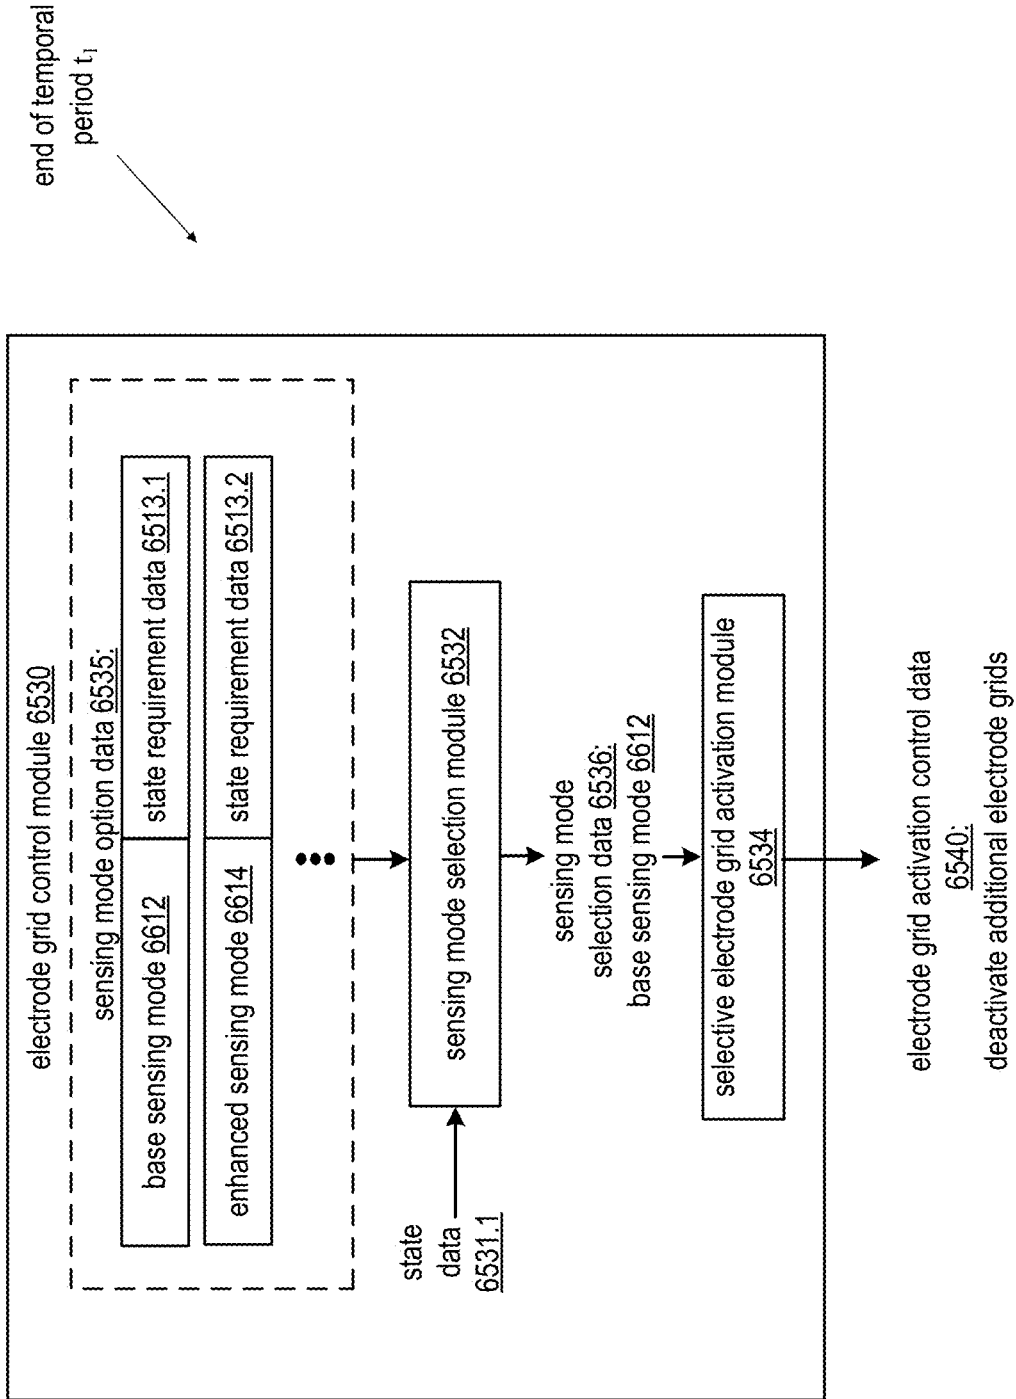 end of temporal
period t₁
electrode grid control module 6530
sensing mode option data 6535:
base sensing mode 6612
state requirement data 6513.1
enhanced sensing mode 6614
state requirement data 6513.2
state
data
6531.1
sensing mode selection module 6532
sensing mode
selection data 6536:
base sensing mode 6612
selective electrode grid activation module
6534
electrode grid activation control data
6540:
deactivate additional electrode grids